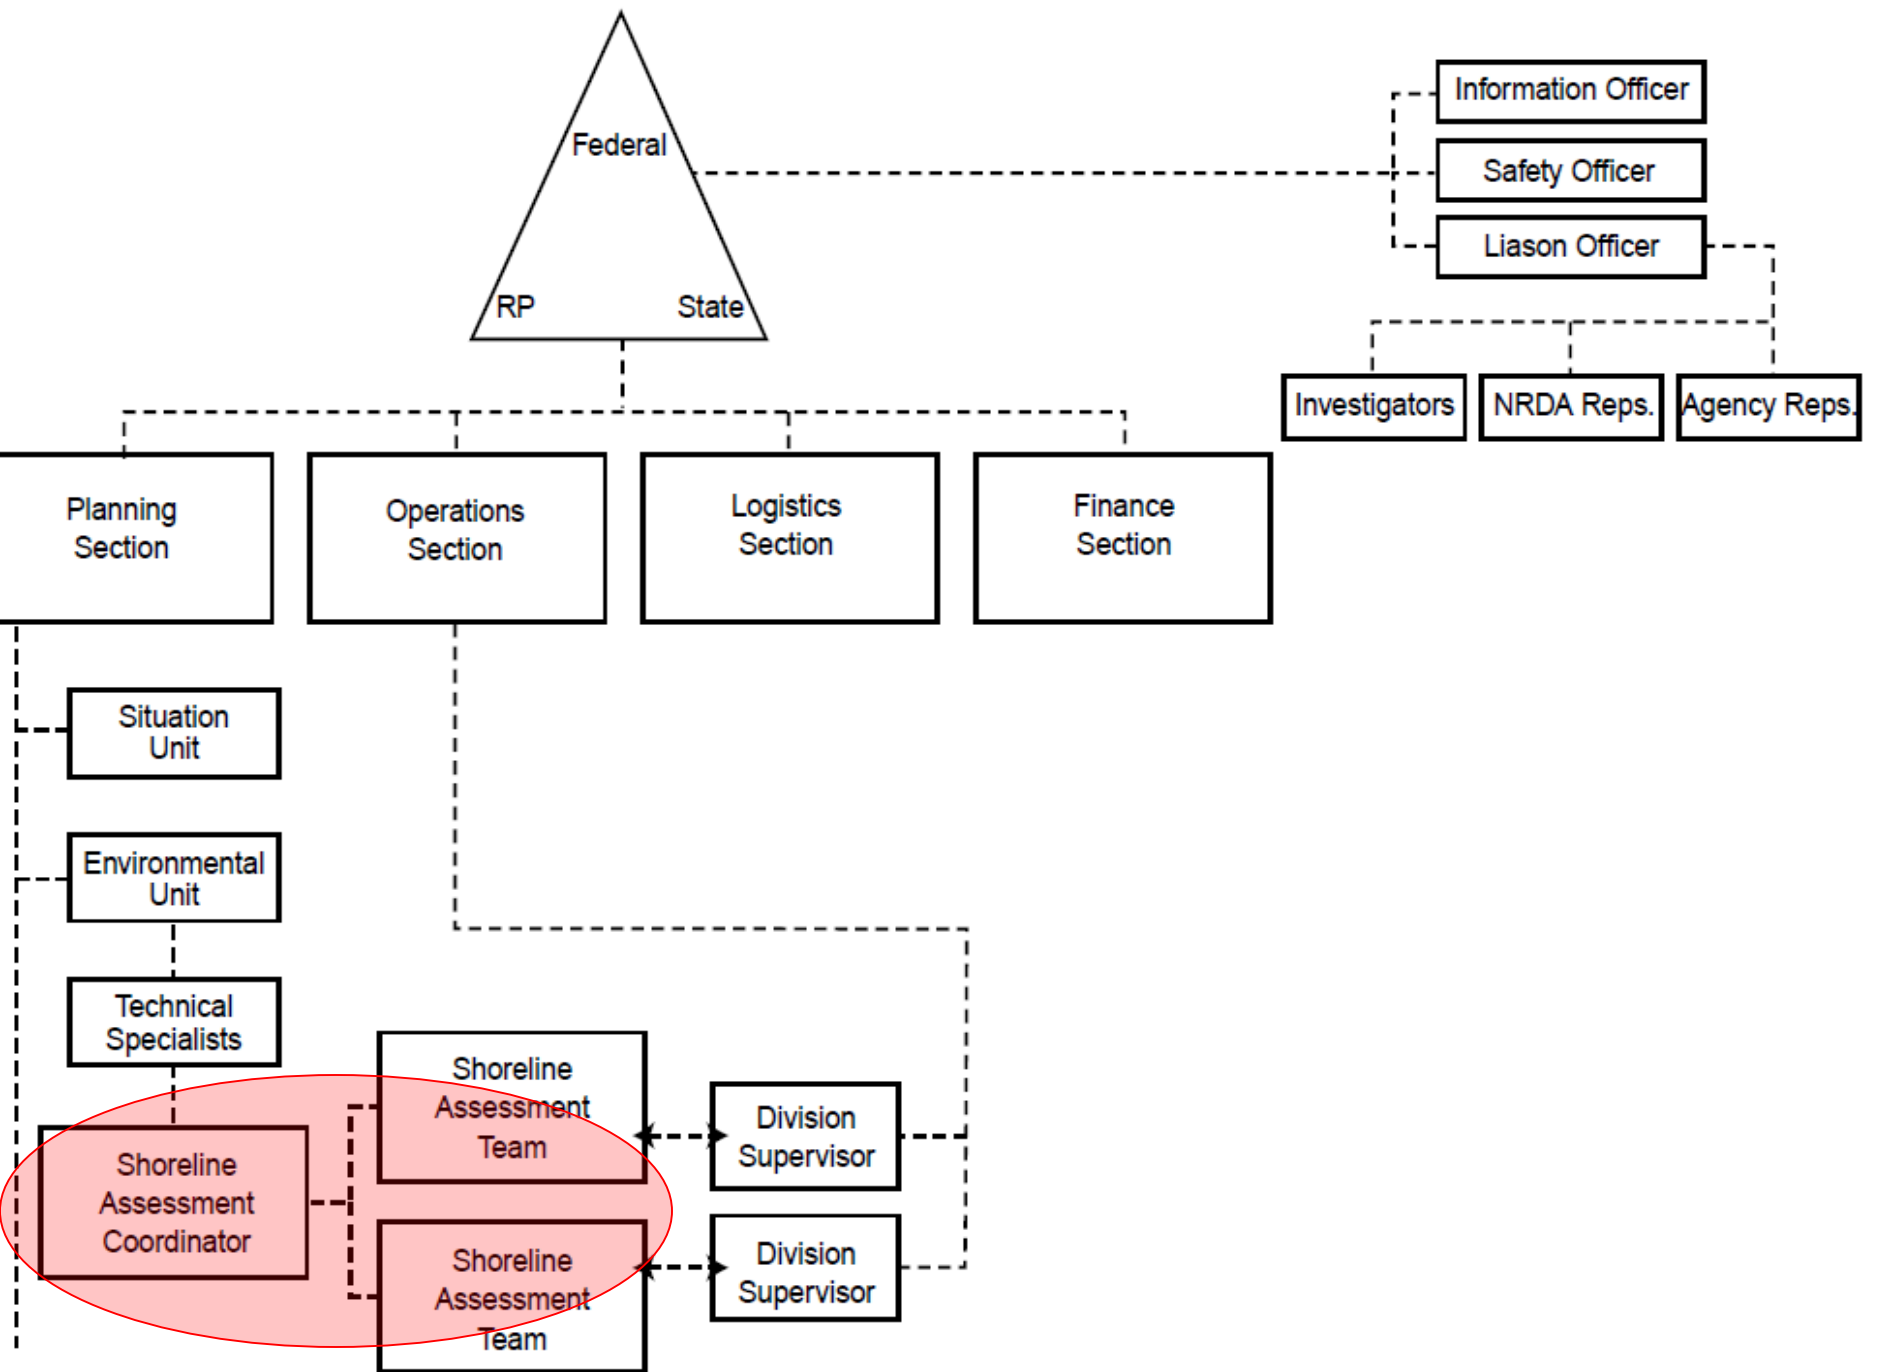 Federal
RP
State
Information Officer
Safety Officer
Liason Officer
Investigators
NRDA Reps.
Agency Reps.
Planning
Section
Operations
Section
Logistics
Section
Finance
Section
Situation
Unit
Environmental
Unit
Technical
Specialists
Shoreline
Assessment
Coordinator
Shoreline
Assessment
Team
Division
Supervisor
Shoreline
Assessment
Team
Division
Supervisor